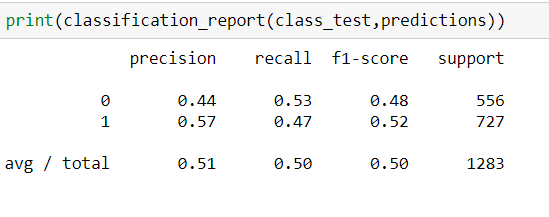 print(classification_report(class_test,predictions))
precision recall f1-score support
0 0.44 0.53 0.48 556
1 0.57 0.47 0.52 727
avg / total 0.51 0.50 0.50 1283